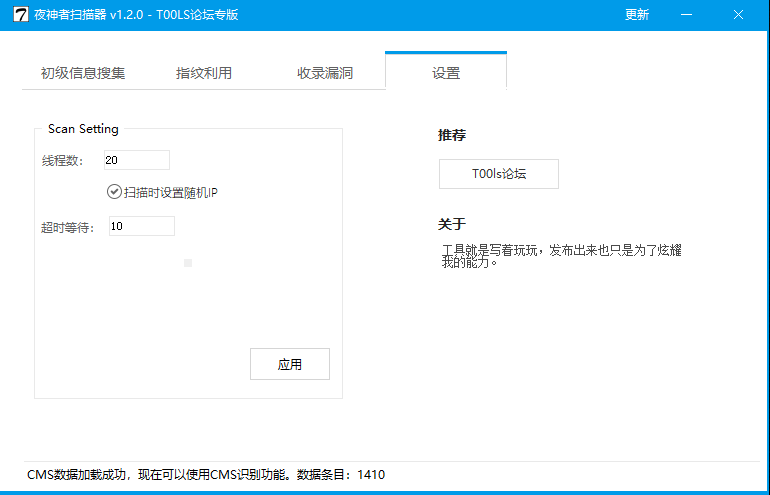 夜神者扫描器 v1.2.0 - T00LS论坛专版
更新
初级信息搜集
指纹利用
收录漏洞
设置
Scan Setting
线程数：
20
扫描时设置随机IP
超时等待：
10
应用
推荐
T00ls论坛
关于
工具就是写着玩玩，发布出来也只是为了炫耀
我的能力。
CMS数据加载成功，现在可以使用CMS识别功能。数据条目：1410